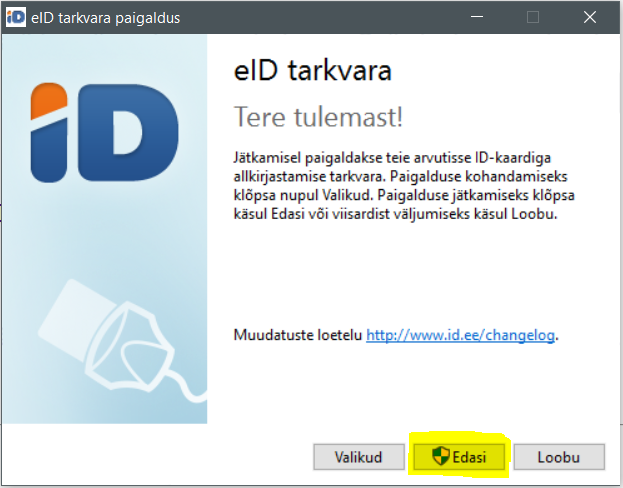 iD eID tarkvara paigaldus
iD
eID tarkvara
Tere tulemast!
Jätkamisel paigaldakse teie arvutisse ID-kaardiga
allkirjastamise tarkvara. Paigalduse kohandamiseks
klõpsa nupul Valikud. Paigalduse jätkamiseks klõpsa
käsul Edasi või viisardist väljumiseks käsul Loobu.
Muudatuste loetelu http://www.id.ee/changelog.
Valikud Edasi Loobu